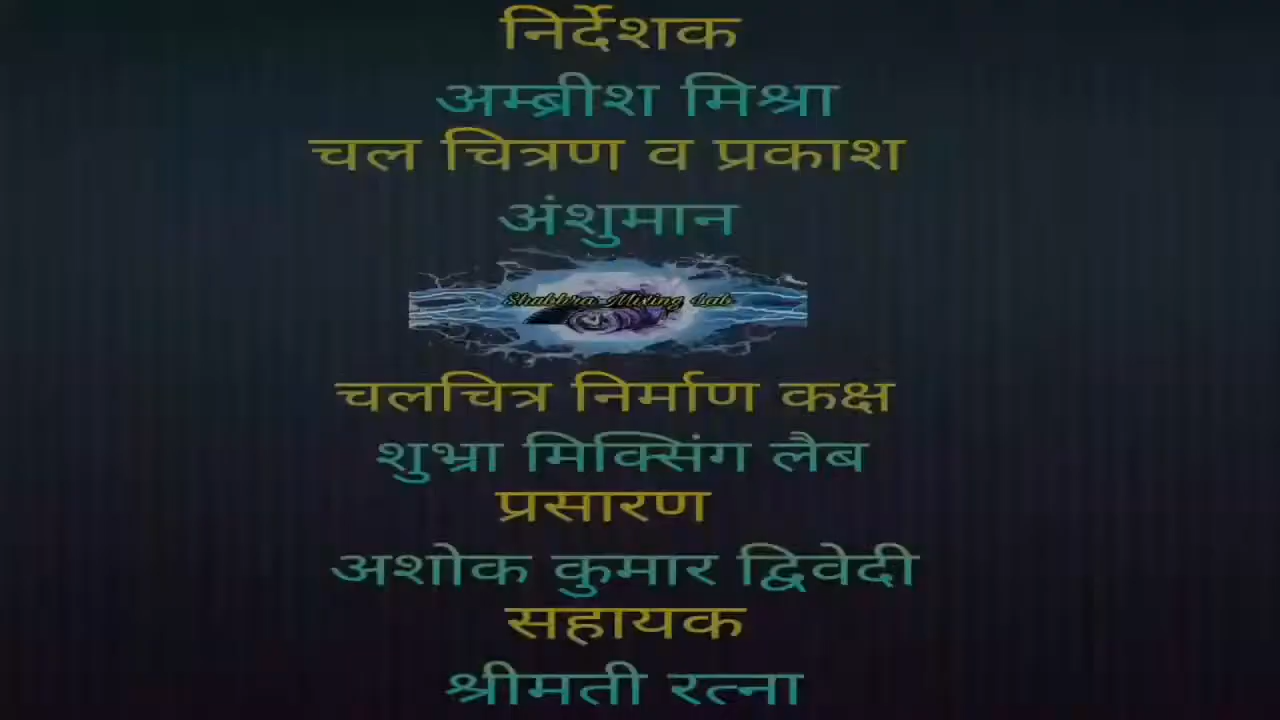 निर्देशक
अम्ब्रीश मिश्रा
चल चित्रण व प्रकाश
अंशुमान
Shubhra Mixing Lab
चलचित्र निर्माण कक्ष
शुभ्रा मिक्सिंग लैब
प्रसारण
अशोक कुमार द्विवेदी
सहायक
श्रीमती रत्ना